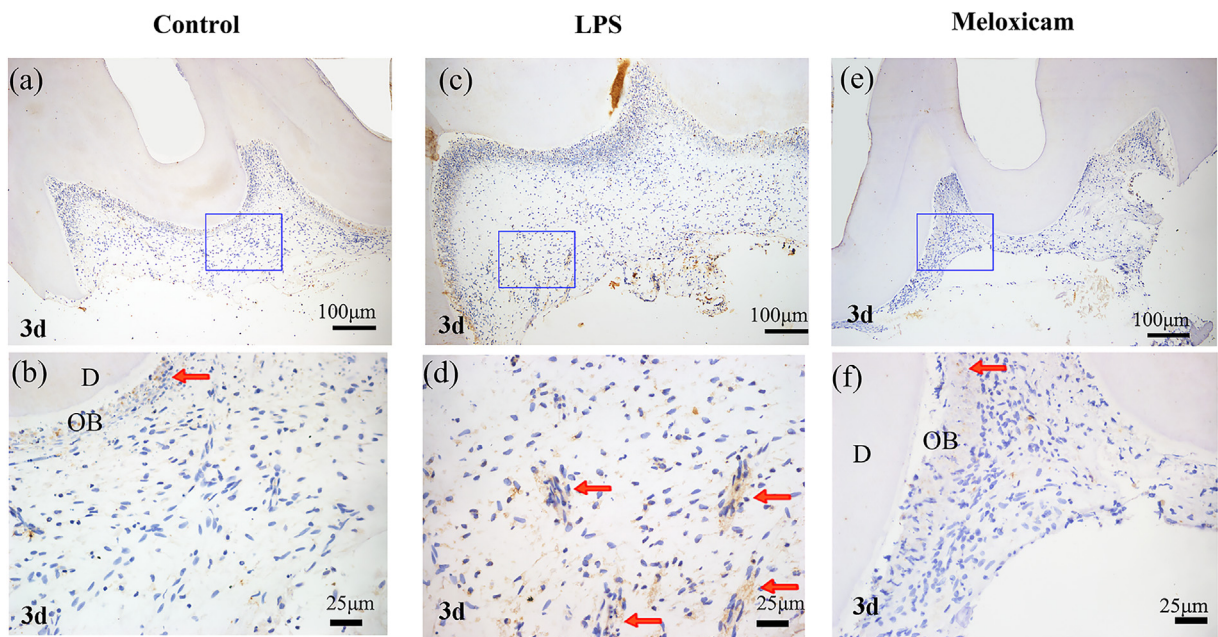 Control LPS Meloxicam
(a) (c) (e)
3d 100μm 3d 100μm 3d 100μm
(b) (d) (f)
D OB D OB
3d 25μm 3d 25μm 3d 25μm